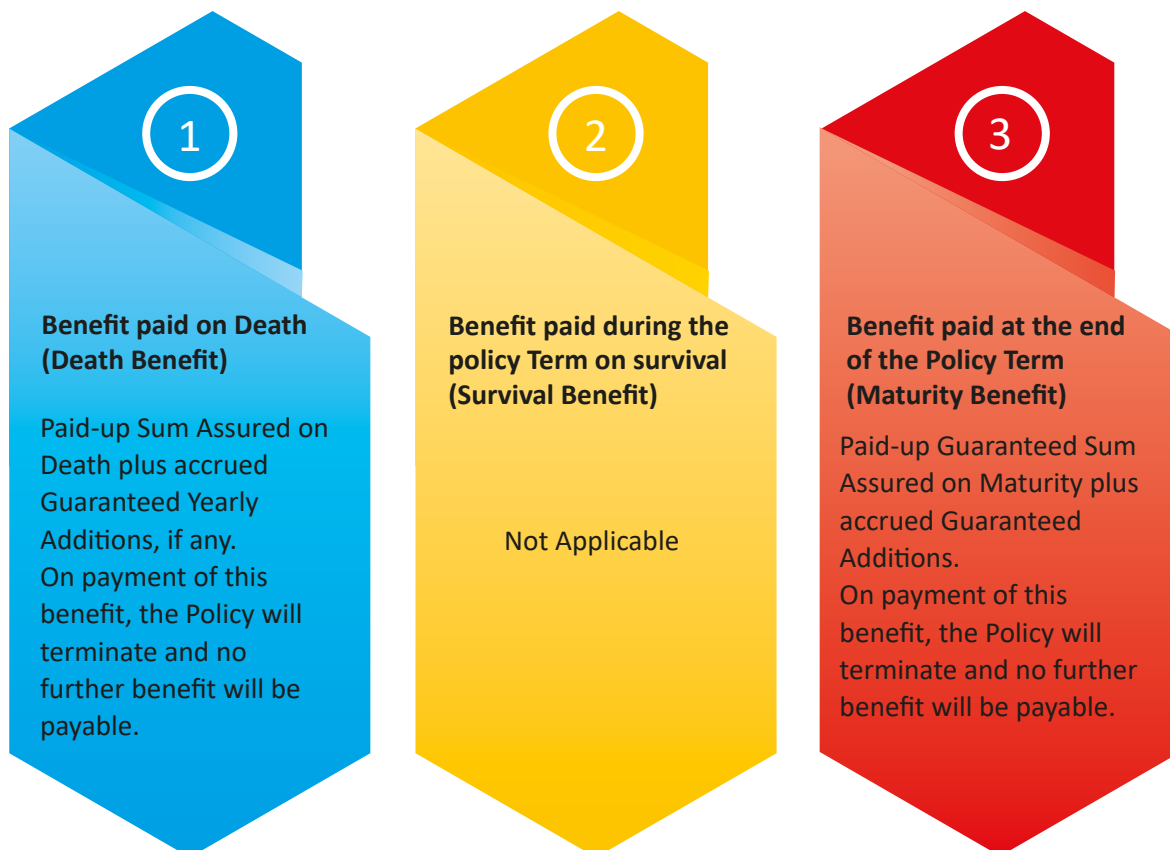 1
Benefit paid on Death
(Death Benefit)
Paid-up Sum Assured on
Death plus accrued
Guaranteed Yearly
Additions, if any.
On payment of this
benefit, the Policy will
terminate and no
further benefit will be
payable.
2
Benefit paid during the
policy Term on survival
(Survival Benefit)
Not Applicable
3
Benefit paid at the end
of the Policy Term
(Maturity Benefit)
Paid-up Guaranteed Sum
Assured on Maturity plus
accrued Guaranteed
Additions.
On payment of this
benefit, the Policy will
terminate and no further
benefit will be payable.